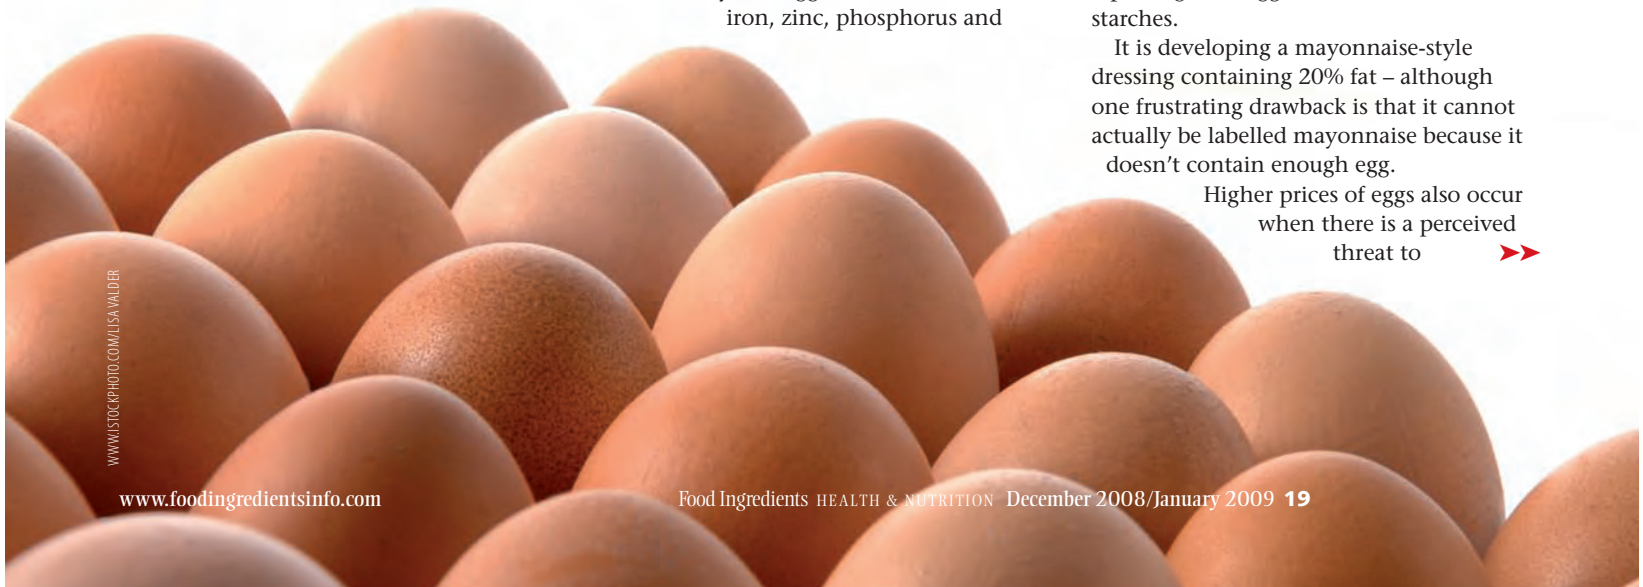 iron, zinc, phosphorus and
starches.
It is developing a mayonnaise-style
dressing containing 20% fat – although
one frustrating drawback is that it cannot
actually be labelled mayonnaise because it
doesn't contain enough egg.
Higher prices of eggs also occur
when there is a perceived
threat to
WWW.ISTOCKPHOTO.COM/LISA VALDER
www.foodingredientsinfo.com
Food Ingredients HEALTH & NUTRITION December 2008/January 2009 19